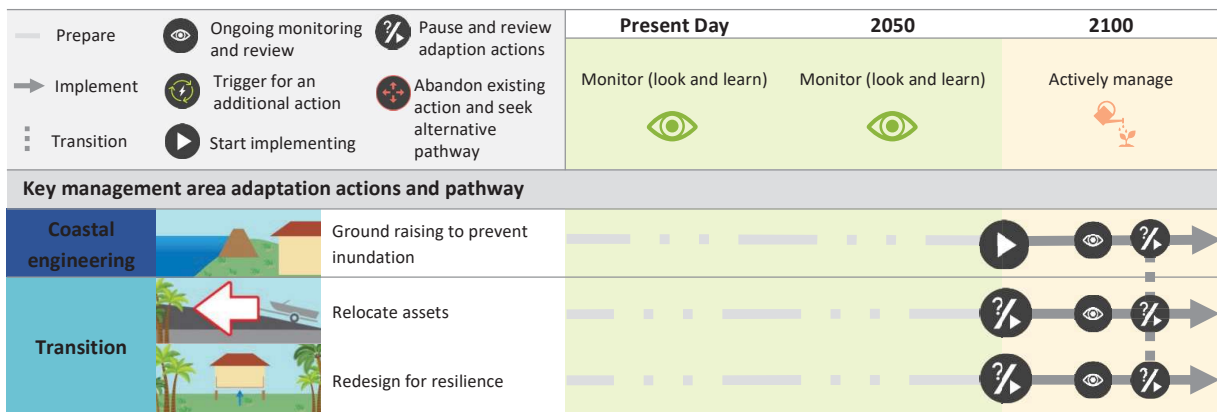 Prepare
Ongoing monitoring
and review
Pause and review
adaption actions
Implement
Trigger for an
additional action
Abandon existing
action and seek
alternative
pathway
Transition
Start implementing
Present Day
2050
2100
Monitor (look and learn)
Monitor (look and learn)
Actively manage
Key management area adaptation actions and pathway
Coastal
engineering
Ground raising to prevent
inundation
Transition
Relocate assets
Redesign for resilience